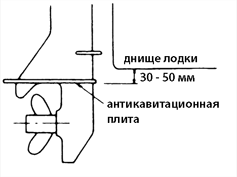 днище лодки
30 - 50 мм
антикавитационная
плита